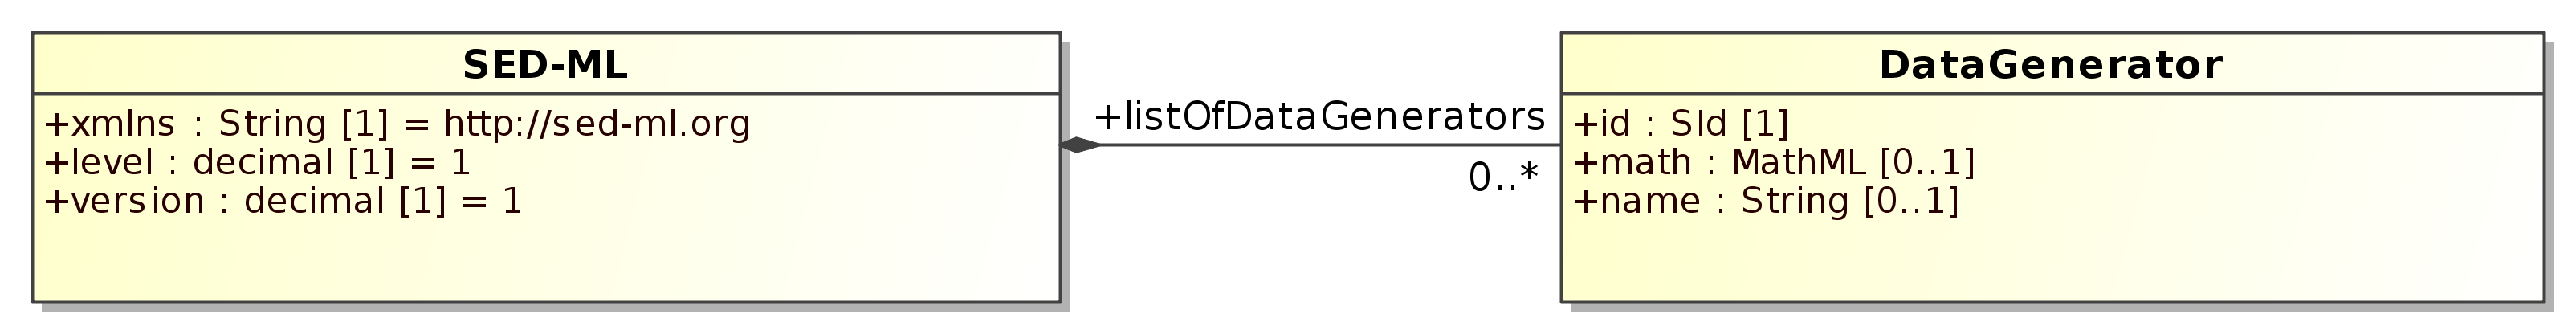 SED-ML
+xmlns : String [1] = http://sed-ml.org
+level : decimal [1] = 1
+version : decimal [1] = 1
+listOfDataGenerators
0..*
DataGenerator
+id : SId [1]
+math : MathML [0..1]
+name : String [0..1]